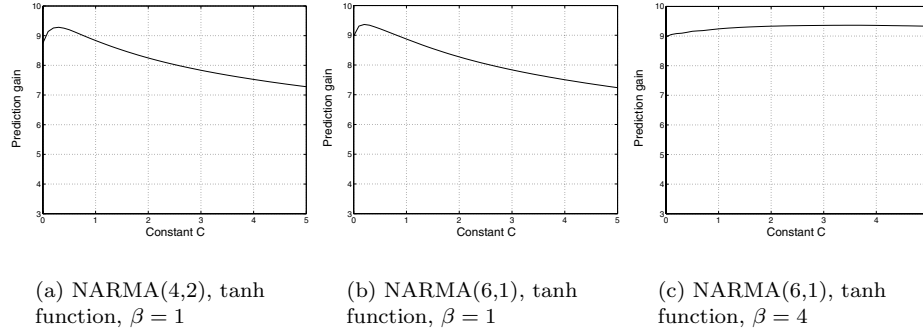 10
9
8
7
6
5
4
3
Prediction gain
0 1 2 3 4 5
Constant C
10
9
8
7
6
5
4
3
Prediction gain
0 1 2 3 4 5
Constant C
10
9
8
7
6
5
4
3
Prediction gain
0 1 2 3 4
Constant C
(a) NARMA(4,2), tanh
function, β = 1
(b) NARMA(6,1), tanh
function, β = 1
(c) NARMA(6,1), tanh
function, β = 4